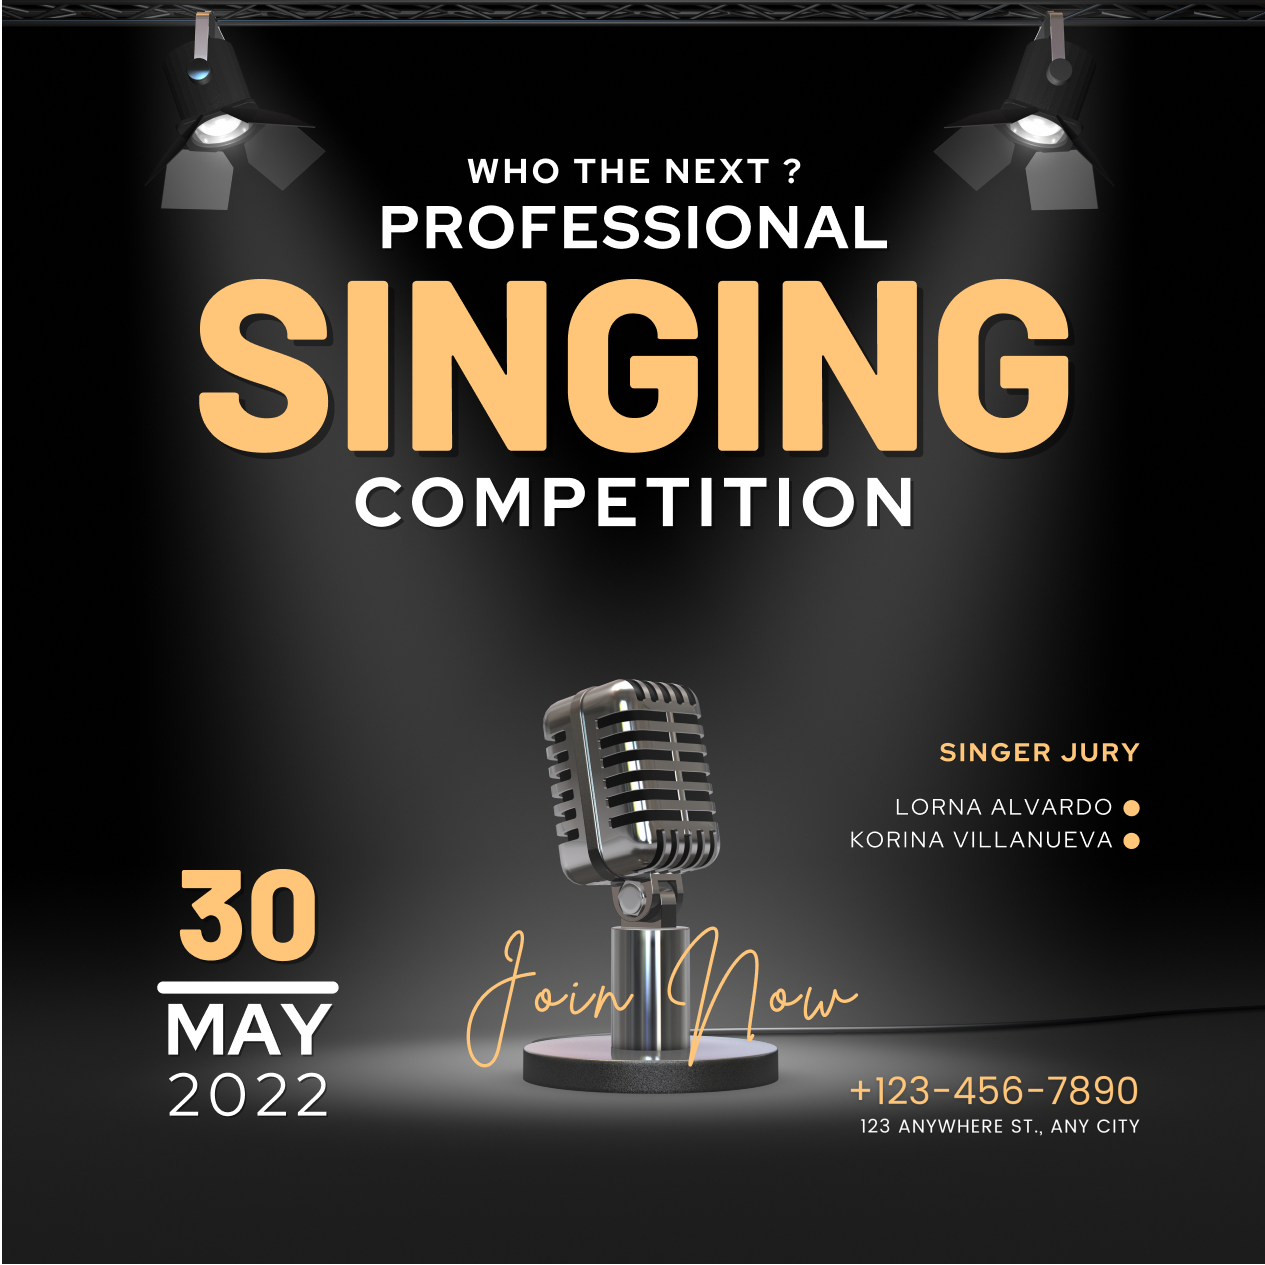 WHO THE NEXT ?
PROFESSIONAL
SINGING
COMPETITION
SINGER JURY
LORNA ALVARDO
KORINA VILLANUEVA
30
MAY
2022
Join Now
+123-456-7890
123 ANYWHERE ST., ANY CITY